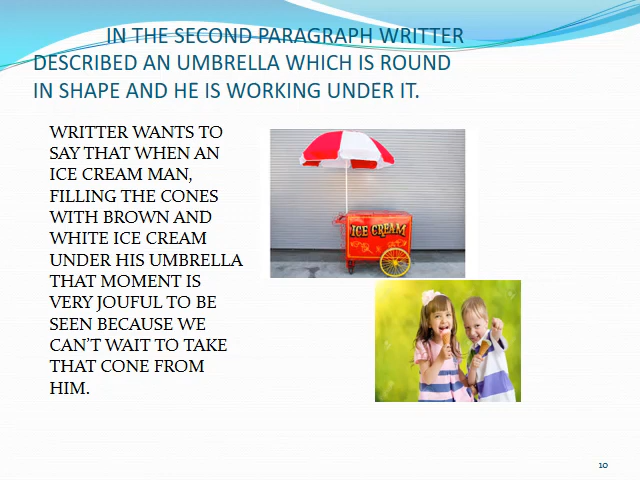 IN THE SECOND PARAGRAPH WRITTER
DESCRIBED AN UMBRELLA WHICH IS ROUND
IN SHAPE AND HE IS WORKING UNDER IT.
WRITTER WANTS TO
SAY THAT WHEN AN
ICE CREAM MAN,
FILLING THE CONES
WITH BROWN AND
WHITE ICE CREAM
UNDER HIS UMBRELLA
THAT MOMENT IS
VERY JOUFUL TO BE
SEEN BECAUSE WE
CAN'T WAIT TO TAKE
THAT CONE FROM
HIM.
ICE CREAM
10